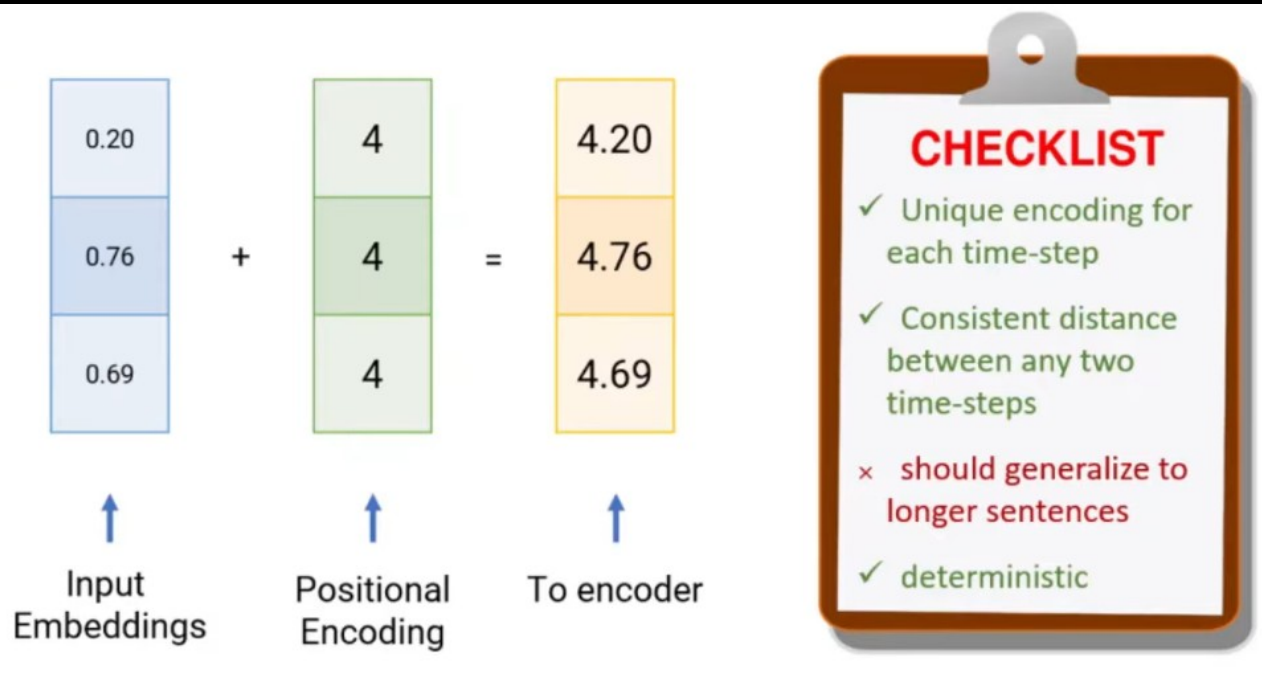 0.20
0.76
0.69
+
4
4
4
=
4.20
4.76
4.69
Input
Embeddings
Positional
Encoding
To encoder
CHECKLIST
✓ Unique encoding for
each time-step
✓ Consistent distance
between any two
time-steps
× should generalize to
longer sentences
✓ deterministic